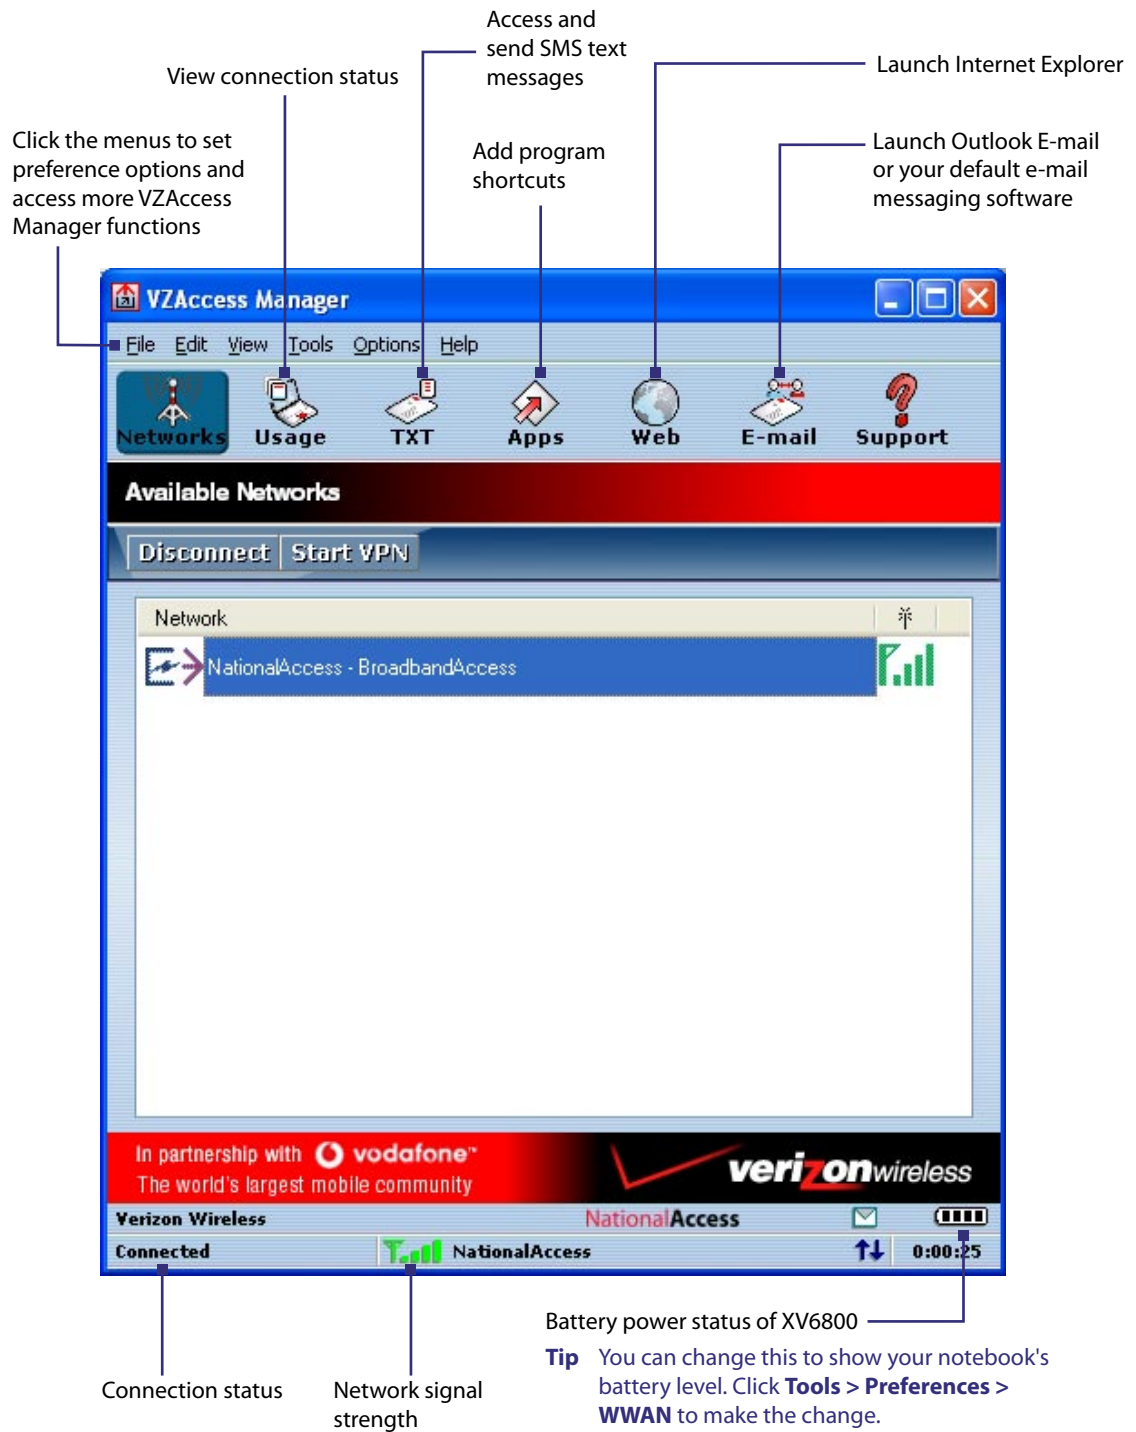 Access and
send SMS text
messages
View connection status
Launch Internet Explorer
Click the menus to set
preference options and
access more VZAccess
Manager functions
Add program
shortcuts
Launch Outlook E-mail
or your default e-mail
messaging software
VZAccess Manager
File Edit View Tools Options Help
Networks Usage TXT Apps Web E-mail Support
Available Networks
Disconnect Start VPN
Network
NationalAccess - BroadbandAccess
In partnership with vodafone™
The world's largest mobile community
verizonwireless
Verizon Wireless NationalAccess
Connected NationalAccess 0:00:25
Battery power status of XV6800
Tip You can change this to show your notebook's
battery level. Click Tools > Preferences >
WWAN to make the change.
Connection status
Network signal
strength